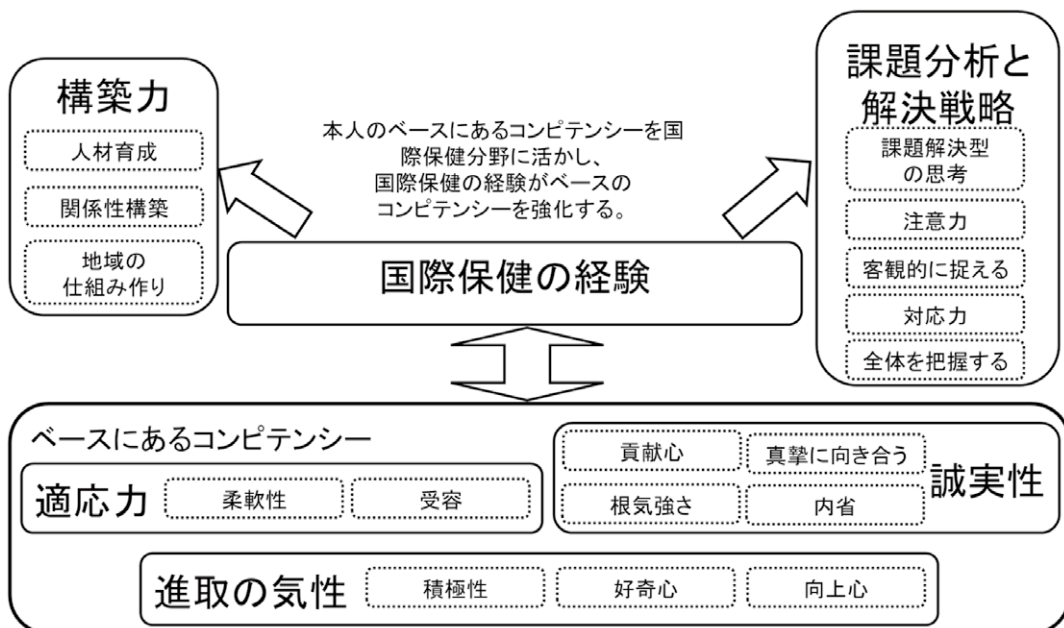 構築力
人材育成
関係性構築
地域の
仕組み作り
本人のベースにあるコンピテンシーを国
際保健分野に活かし、
国際保健の経験がベースの
コンピテンシーを強化する。
課題分析と
解決戦略
課題解決型
の思考
注意力
客観的に捉える
対応力
全体を把握する
国際保健の経験
ベースにあるコンピテンシー
適応力
柔軟性
受容
貢献心
真摯に向き合う
根気強さ
内省
誠実性
進取の気性
積極性
好奇心
向上心